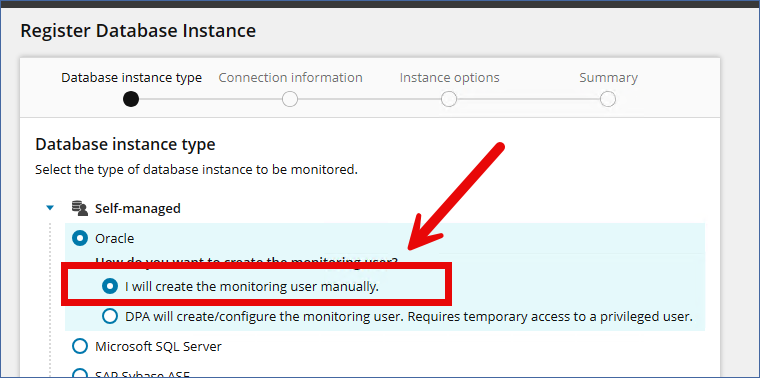 Register Database Instance
Database instance type
Connection information
Instance options
Summary
Database instance type
Select the type of database instance to be monitored.
Self-managed
Oracle
How do you want to create the monitoring user?
I will create the monitoring user manually.
DPA will create/configure the monitoring user. Requires temporary access to a privileged user.
Microsoft SQL Server
SAP Sybase ASE